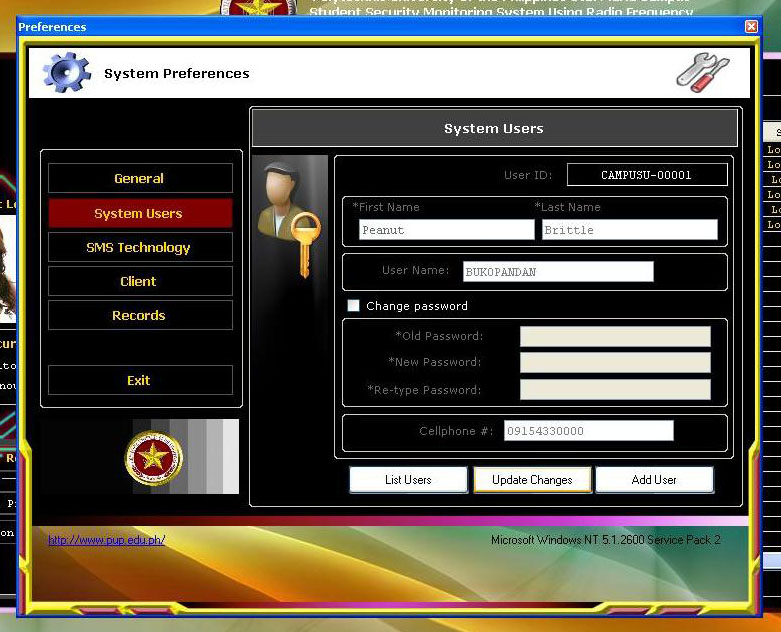 Student Security Monitoring System Using Radio Frequency
Preferences
System Preferences
System Users
General
System Users
SMS Technology
Client
Records
Exit
User ID: CAMPUSU-00001
*First Name *Last Name
Peanut Brittle
User Name: BUKOPANDAN
Change password
*Old Password:
*New Password:
*Re-type Password:
Cellphone #: 09154330000
List Users Update Changes Add User
http://www.pup.edu.ph/ Microsoft Windows NT 5.1.2600 Service Pack 2